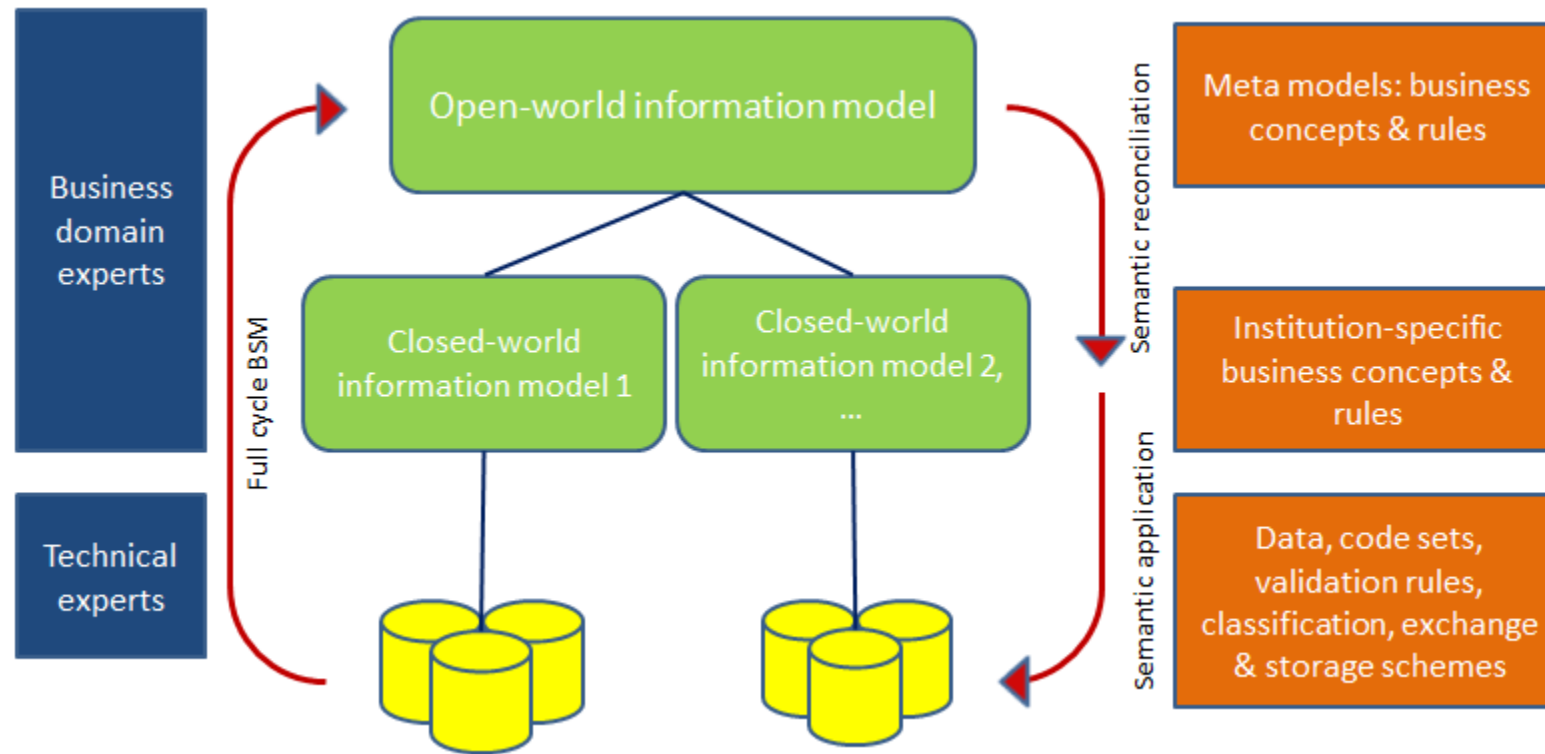 Business
domain
experts
Technical
experts
Full cycle BSM
Open-world information model
Closed-world
information model 1
Closed-world
information model 2,
...
Semantic reconciliation
Semantic application
Meta models: business
concepts & rules
Institution-specific
business concepts &
rules
Data, code sets,
validation rules,
classification, exchange
& storage schemes